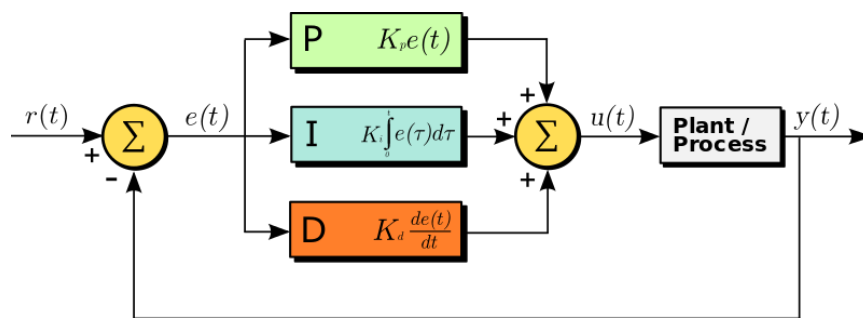 P K_p e(t)
r(t)
+
-
Σ
e(t)
I K_i ∫_0^t e(τ)dτ
D K_d de(t)/dt
+
+
+
Σ
u(t)
Plant /
Process
y(t)